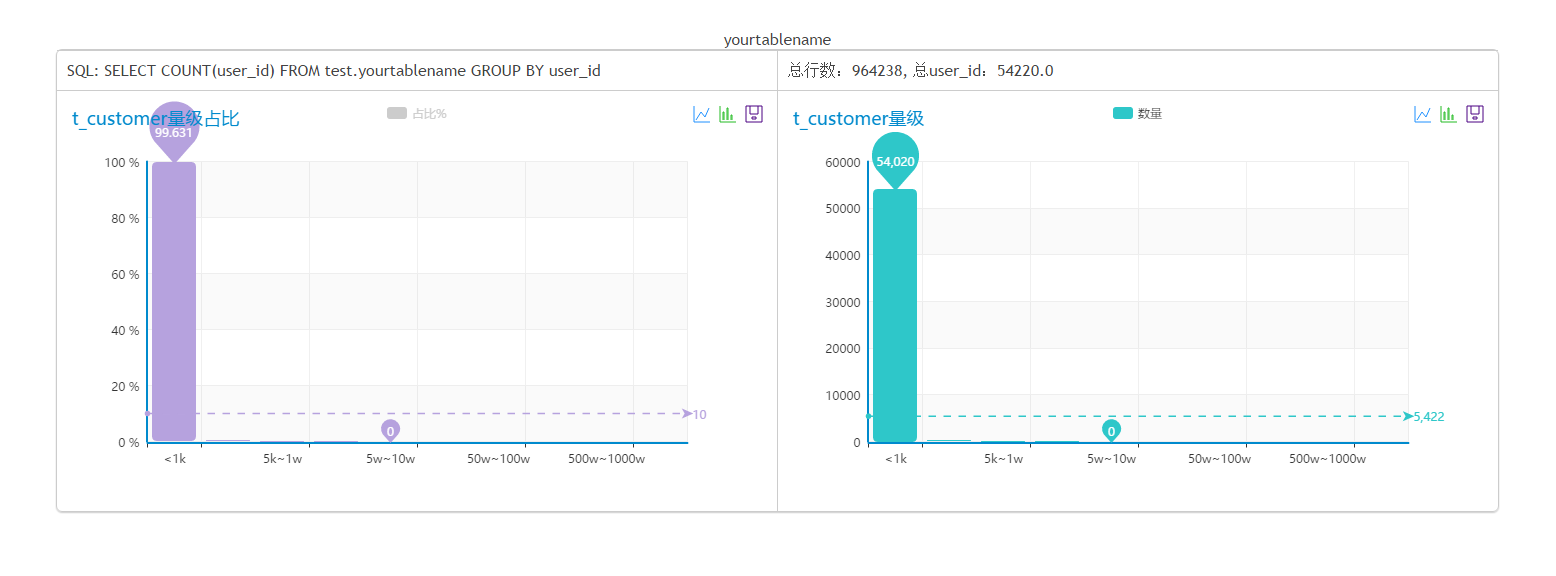 yourtablename
SQL: SELECT COUNT(user_id) FROM test.yourtablename GROUP BY user_id
总行数：964238, 总user_id：54220.0
t_customer量级占比
占比%
99.631
100 %
80 %
60 %
40 %
20 %
0 %
10
0
<1k
5k~1w
5w~10w
50w~100w
500w~1000w
t_customer量级
数量
54,020
60000
50000
40000
30000
20000
10000
0
5,422
0
<1k
5k~1w
5w~10w
50w~100w
500w~1000w